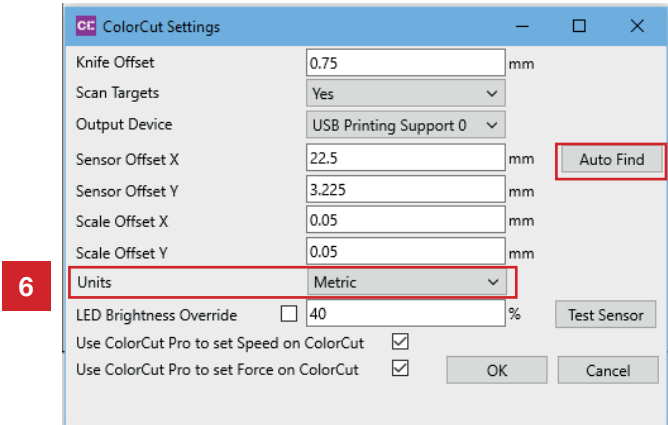 CC ColorCut Settings
Knife Offset 0.75 mm
Scan Targets Yes
Output Device USB Printing Support 0
Sensor Offset X 22.5 mm Auto Find
Sensor Offset Y 3.225 mm
Scale Offset X 0.05 mm
Scale Offset Y 0.05 mm
6 Units Metric
LED Brightness Override 40 % Test Sensor
Use ColorCut Pro to set Speed on ColorCut
Use ColorCut Pro to set Force on ColorCut OK Cancel